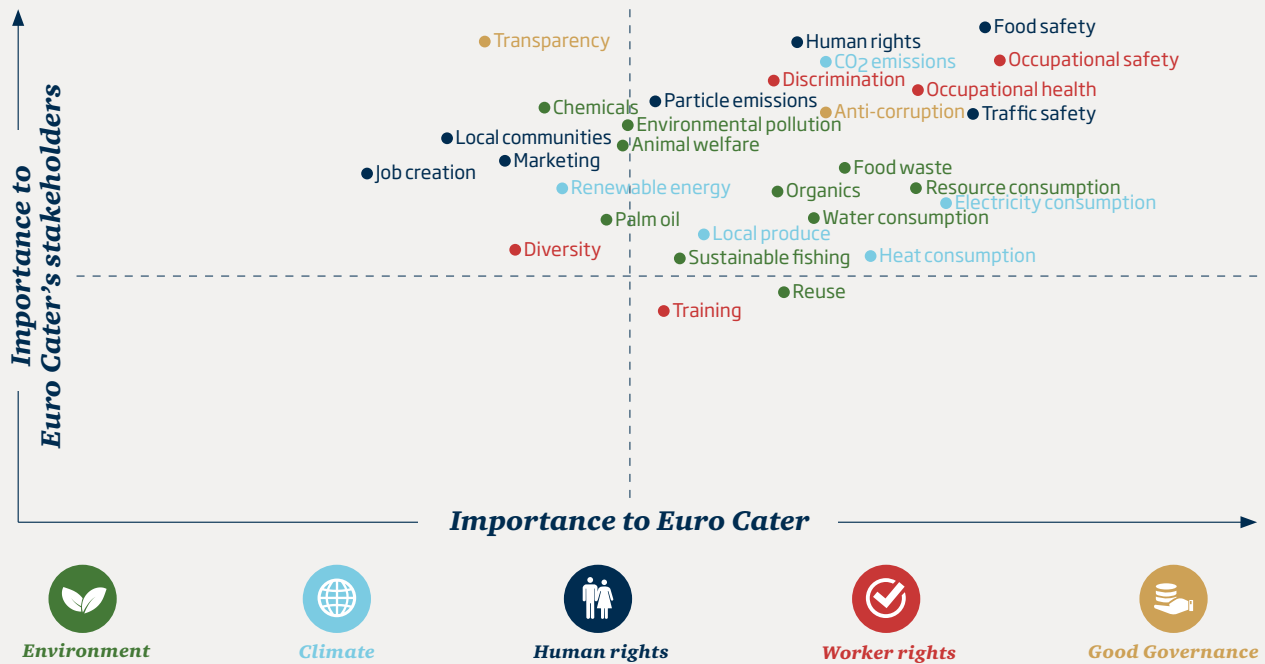 Importance to
Euro Cater's stakeholders
Food safety
Transparency
Human rights
CO2 emissions
Occupational safety
Discrimination
Occupational health
Particle emissions
Chemicals
Anti-corruption
Traffic safety
Environmental pollution
Local communities
Animal welfare
Marketing
Food waste
Job creation
Renewable energy
Organics
Resource consumption
Electricity consumption
Palm oil
Water consumption
Local produce
Diversity
Sustainable fishing
Heat consumption
Reuse
Training
Importance to Euro Cater
Environment
Climate
Human rights
Worker rights
Good Governance